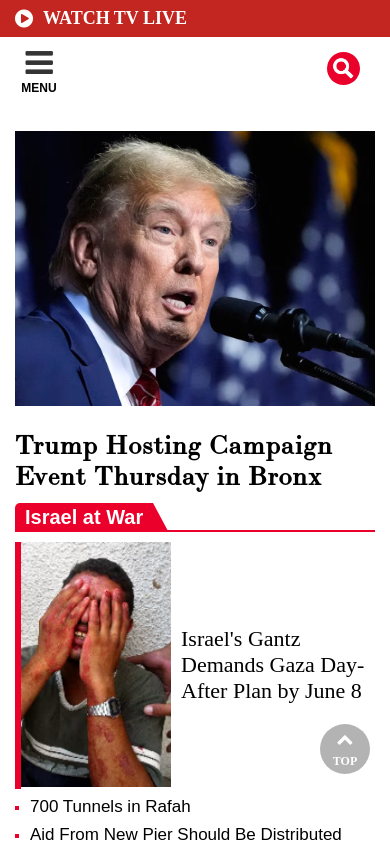 WATCH TV LIVE
MENU
Trump Hosting Campaign
Event Thursday in Bronx
Israel at War
Israel's Gantz
Demands Gaza Day-
After Plan by June 8
TOP
700 Tunnels in Rafah
Aid From New Pier Should Be Distributed